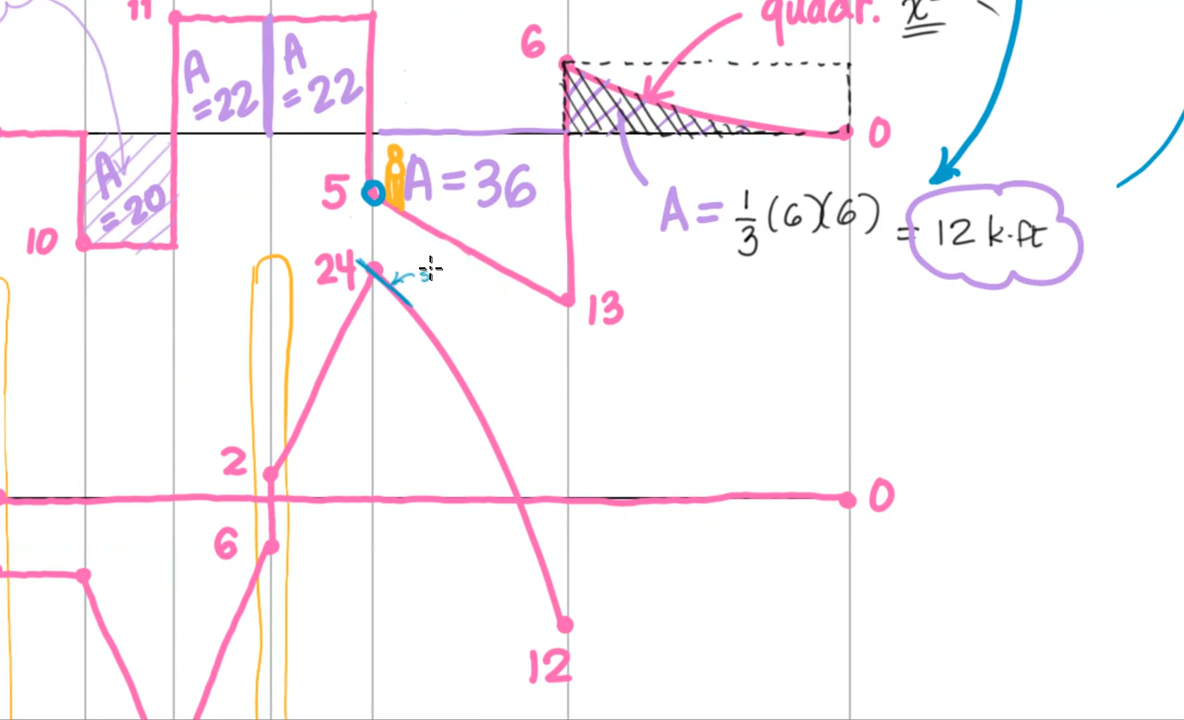 11
quadr. x
A
=22
A
=22
6
0
A
=20
5
A=36
A= 1/3 (6)(6) = 12 k-ft
10
24
13
2
0
6
12